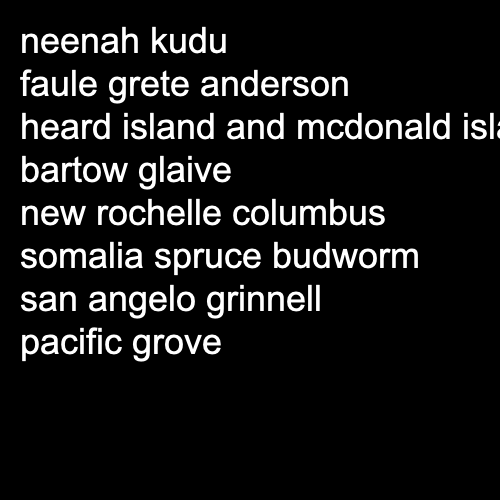 neenah kudu
faule grete anderson
heard island and mcdonald
bartow glaive
new rochelle columbus
somalia spruce budworm
san angelo grinnell
pacific grove